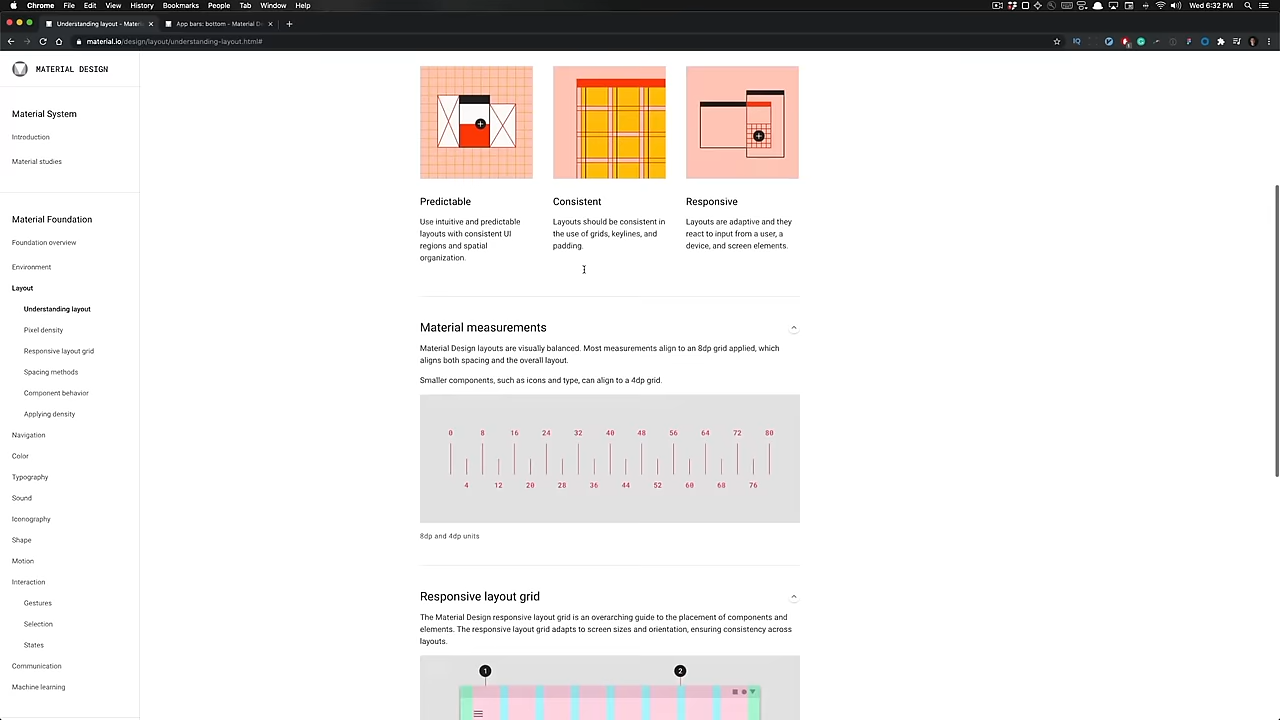 Chrome File Edit View History Bookmarks People Tab Window Help
Wed 6:32 PM
Understanding layout - Materi
App bars: bottom - Material De
material.io/design/layout/understanding-layout.html#
MATERIAL DESIGN
Material System
Introduction
Material studies
Material Foundation
Foundation overview
Environment
Layout
Understanding layout
Pixel density
Responsive layout grid
Spacing methods
Component behavior
Applying density
Navigation
Color
Typography
Sound
Iconography
Shape
Motion
Interaction
Gestures
Selection
States
Communication
Machine learning
Predictable
Use intuitive and predictable
layouts with consistent UI
regions and spatial
organization.
Consistent
Layouts should be consistent in
the use of grids, keylines, and
padding.
Responsive
Layouts are adaptive and they
react to input from a user, a
device, and screen elements.
Material measurements
Material Design layouts are visually balanced. Most measurements align to an 8dp grid applied, which
aligns both spacing and the overall layout.
Smaller components, such as icons and type, can align to a 4dp grid.
0 8 16 24 32 40 48 56 64 72 80
4 12 20 28 36 44 52 60 68 76
8dp and 4dp units
Responsive layout grid
The Material Design responsive layout grid is an overarching guide to the placement of components and
elements. The responsive layout grid adapts to screen sizes and orientation, ensuring consistency across
layouts.
1 2